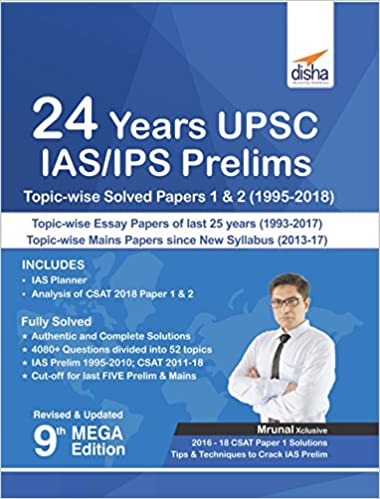 disha
24 Years UPSC
IAS/IPS Prelims
Topic-wise Solved Papers 1 & 2 (1995-2018)
Topic-wise Essay Papers of last 25 years (1993-2017)
Topic-wise Mains Papers since New Syllabus (2013-17)
INCLUDES
• IAS Planner
• Analysis of CSAT 2018 Paper 1 & 2
Fully Solved
• Authentic and Complete Solutions
• 4080+ Questions divided into 52 topics
• IAS Prelim 1995-2010; CSAT 2011-18
• Cut-off for last FIVE Prelim & Mains
Revised & Updated
9th MEGA
Edition
Mrunal Xclusive
2016 - 18 CSAT Paper 1 Solutions
Tips & Techniques to Crack IAS Prelim